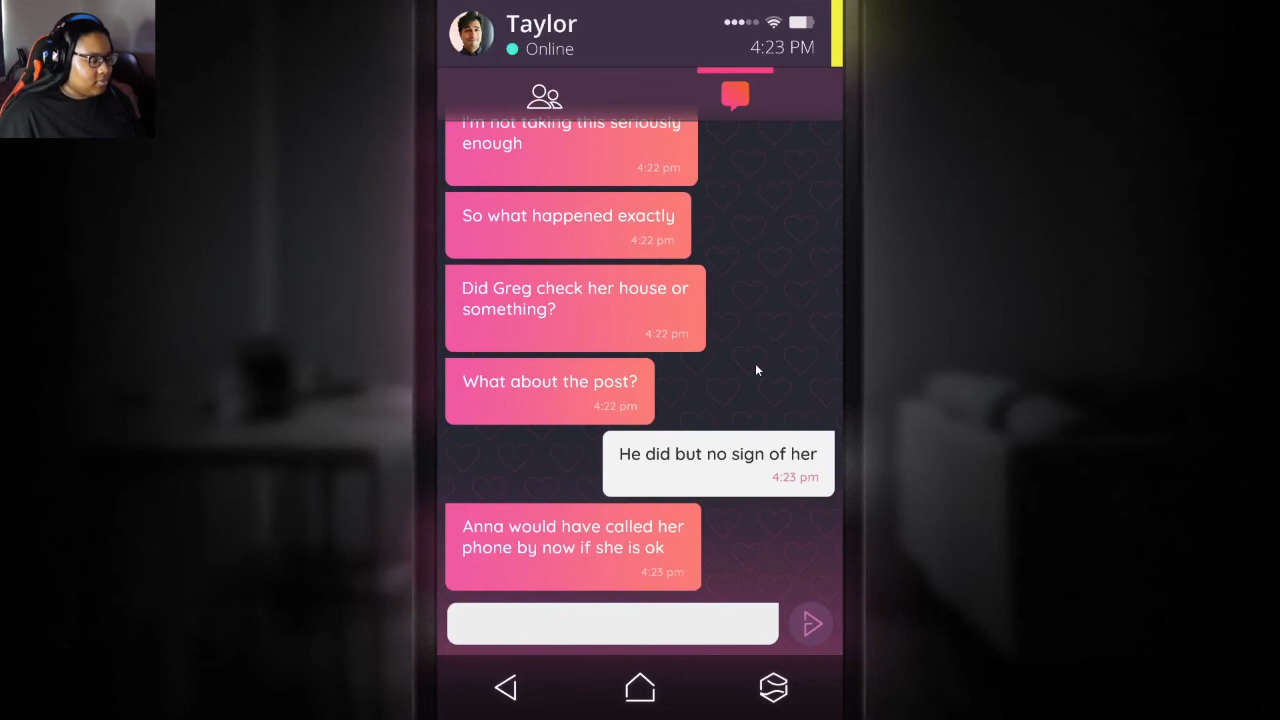 Taylor
Online
4:23 PM
I'm not taking this seriously
enough
4:22 pm
So what happened exactly
4:22 pm
Did Greg check her house or
something?
4:22 pm
What about the post?
4:22 pm
He did but no sign of her
4:23 pm
Anna would have called her
phone by now if she is ok
4:23 pm